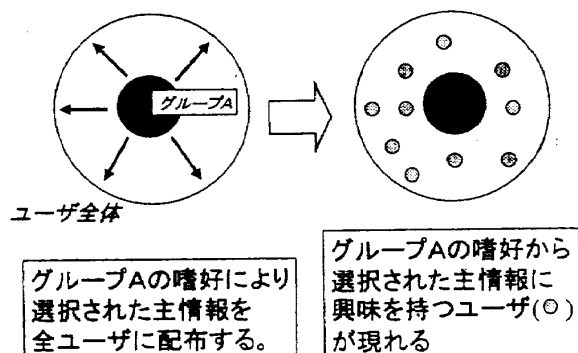 グループA
ユーザ全体
グループAの嗜好により
選択された主情報を
全ユーザに配布する。
グループAの嗜好から
選択された主情報に
興味を持つユーザ(◎)
が現れる